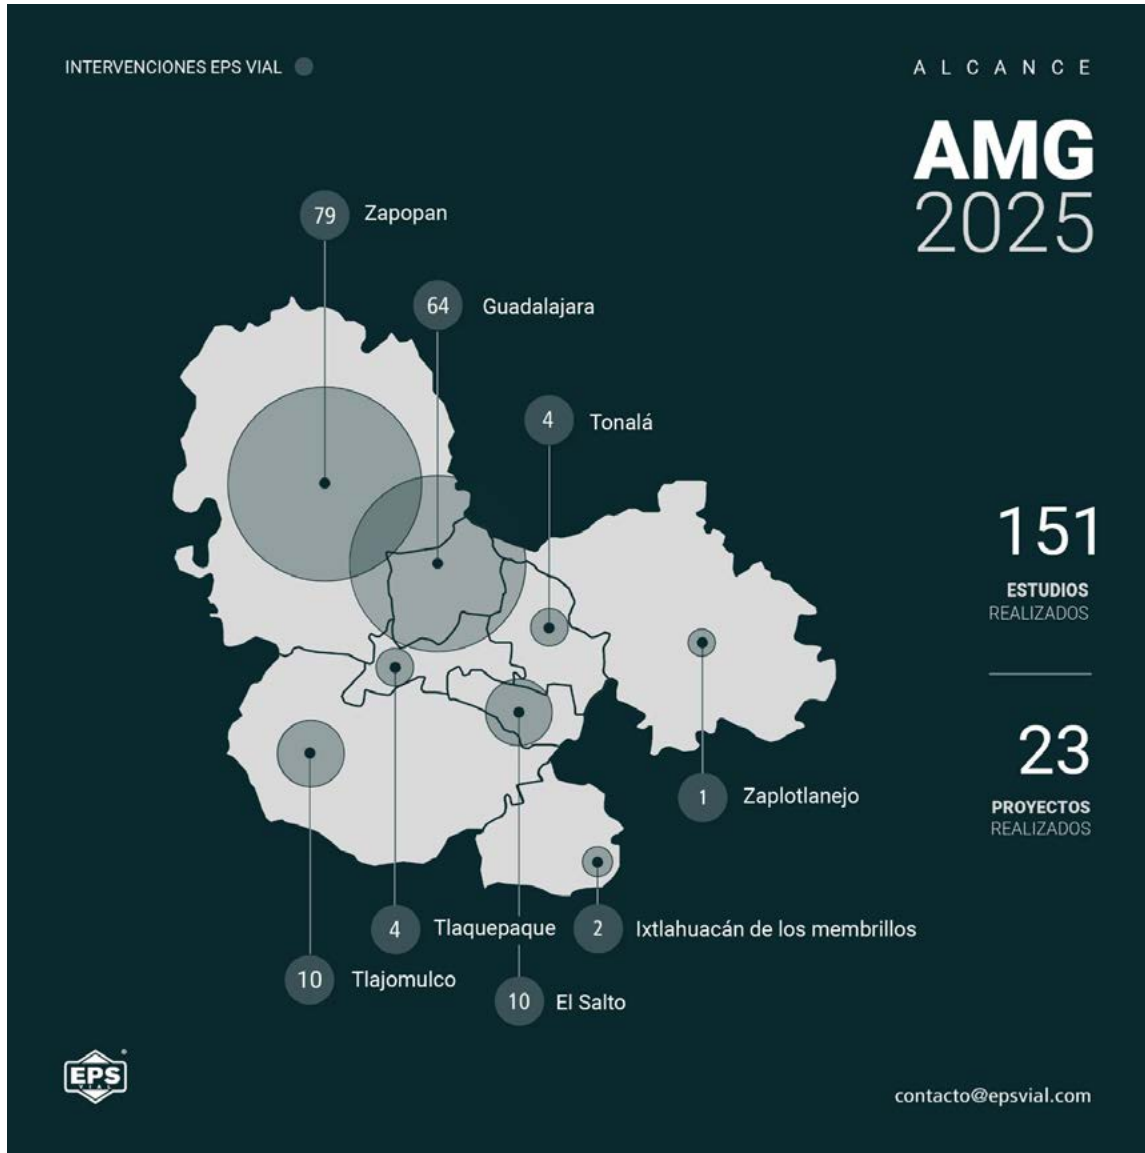 INTERVENCIONES EPS VIAL
ALCANCE
AMG
2025
79 Zapopan
64 Guadalajara
4 Tonalá
151
ESTUDIOS
REALIZADOS
23
PROYECTOS
REALIZADOS
1 Zaplotlanejo
4 Tlaquepaque
2 Ixtlahuacán de los membrillos
10 Tlajomulco
10 El Salto
EPS
VIAL
contacto@epsvial.com